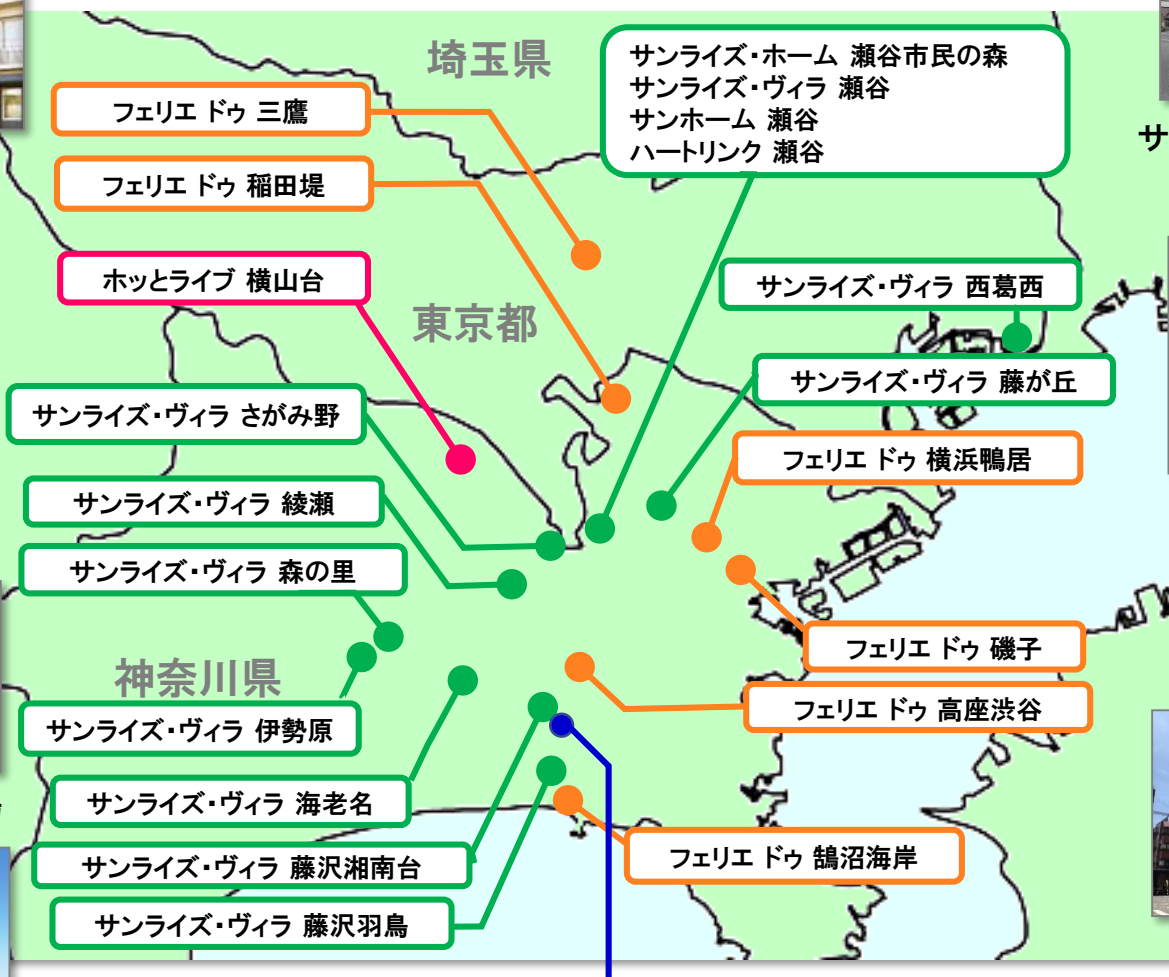 埼玉県
サンライズ・ホーム 瀬谷市民の森
サンライズ・ヴィラ 瀬谷
サンホーム 瀬谷
ハートリンク 瀬谷
フェリエ ドゥ 三鷹
サ
フェリエ ドゥ 稲田堤
ホッとライブ 横山台
サンライズ・ヴィラ 西葛西
東京都
サンライズ・ヴィラ 藤が丘
サンライズ・ヴィラ さがみ野
フェリエ ドゥ 横浜鴨居
サンライズ・ヴィラ 綾瀬
サンライズ・ヴィラ 森の里
フェリエ ドゥ 磯子
神奈川県
フェリエ ドゥ 高座渋谷
サンライズ・ヴィラ 伊勢原
サンライズ・ヴィラ 海老名
フェリエ ドゥ 鵠沼海岸
サンライズ・ヴィラ 藤沢湘南台
サンライズ・ヴィラ 藤沢羽鳥